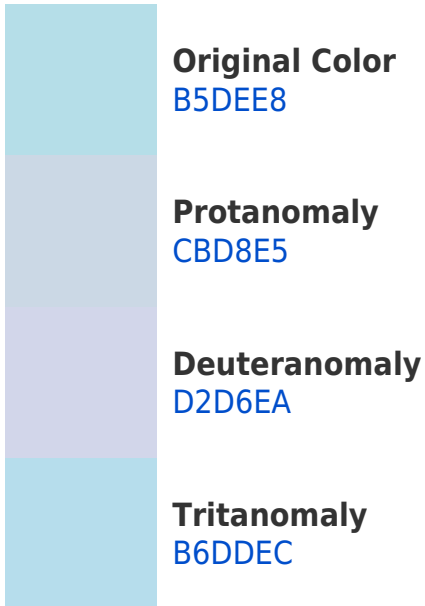 Original Color
B5DEE8
Protanomaly
CBD8E5
Deuteranomaly
D2D6EA
Tritanomaly
B6DDEC